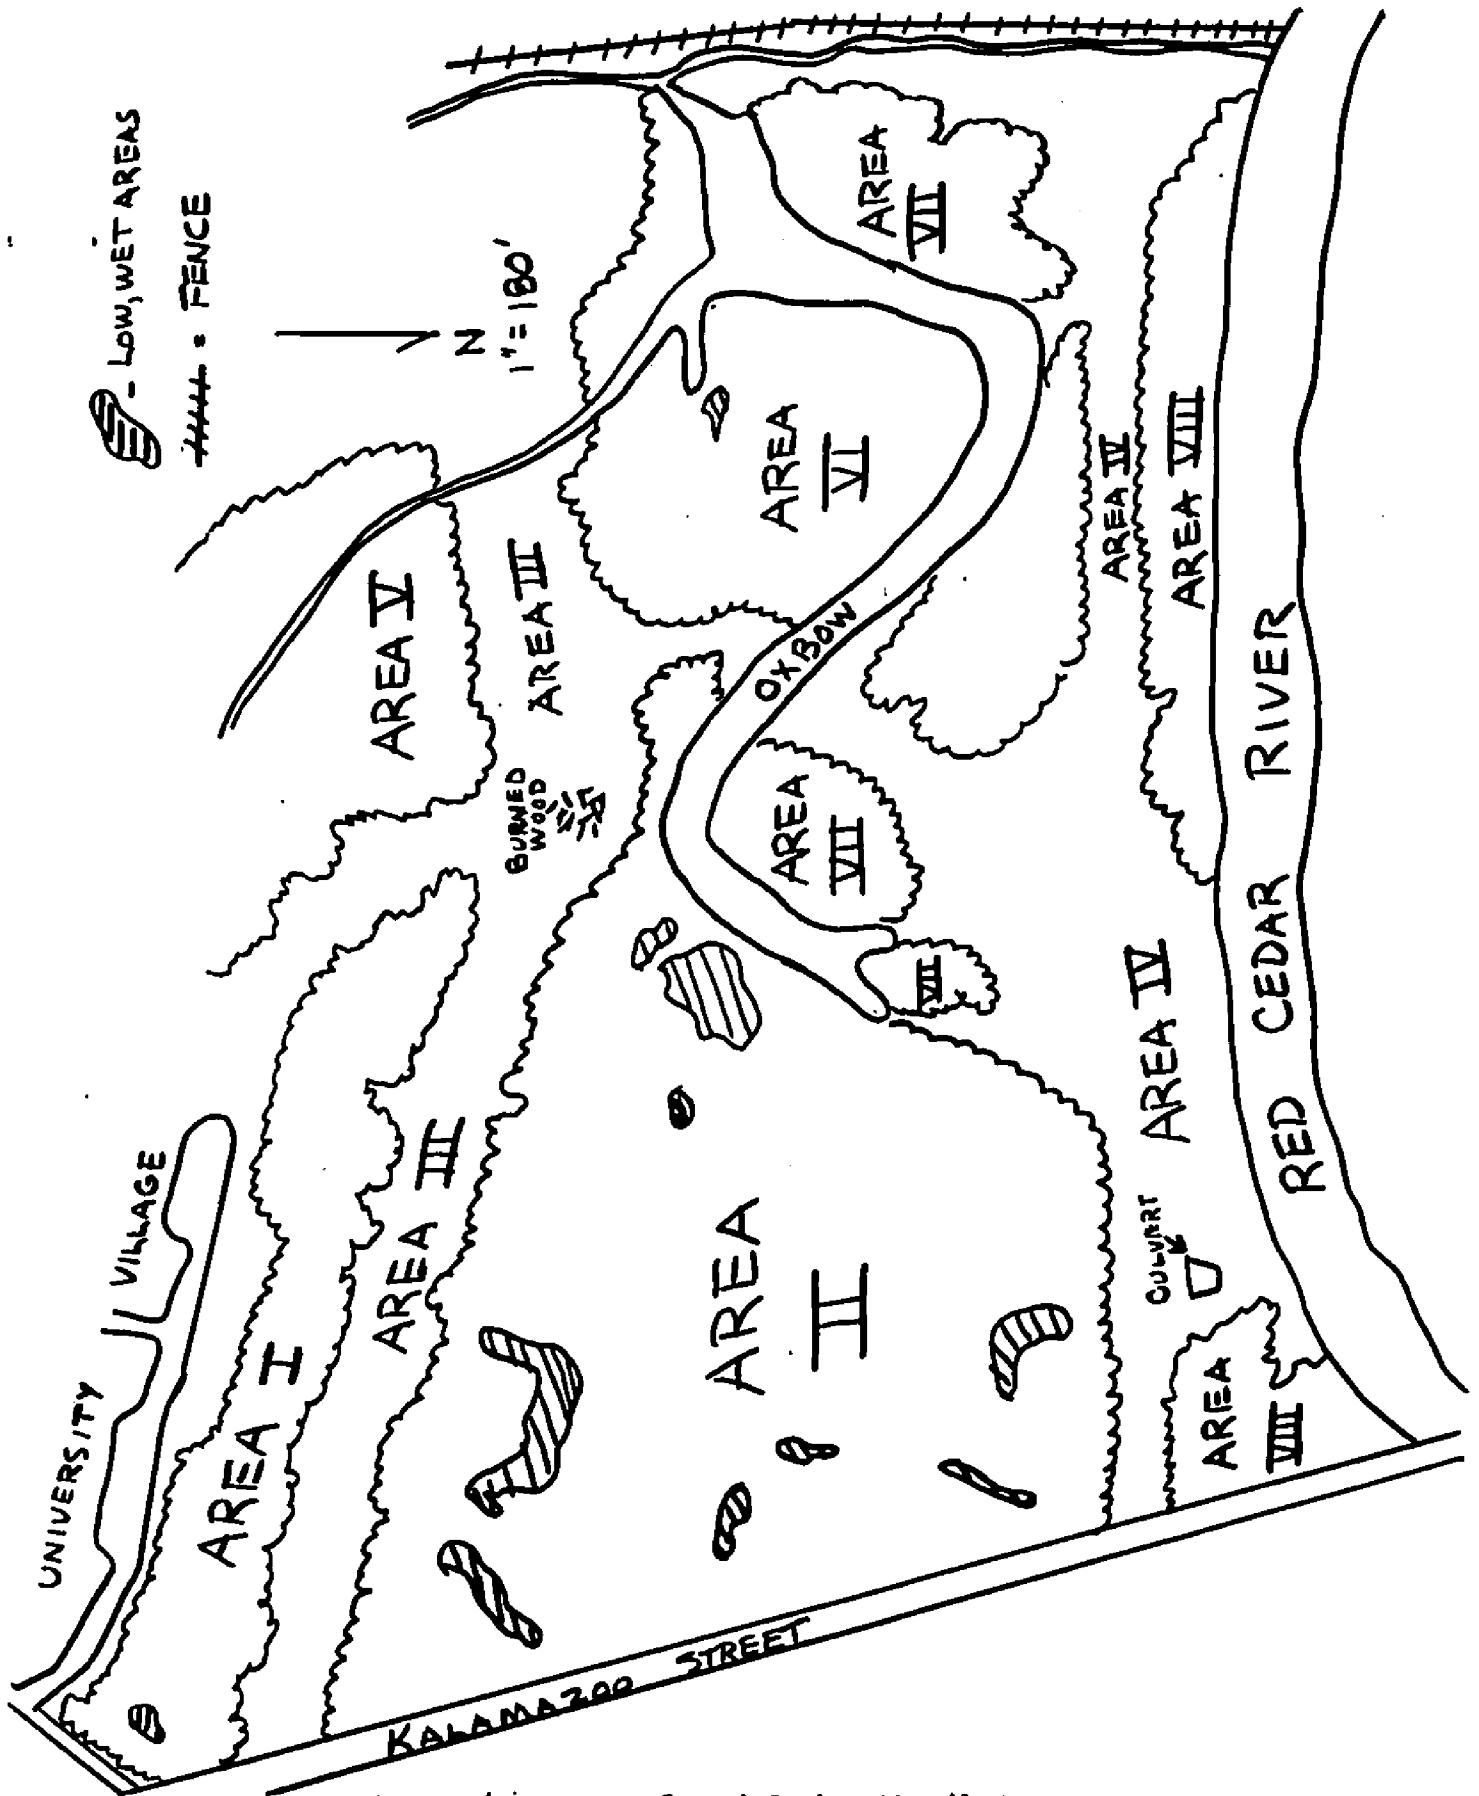 - LOW, WET AREAS
= FENCE
N
1" = 180'
UNIVERSITY
VILLAGE
AREA
I
AREA
III
AREA
V
AREA
III
BURNED
WOOD
AREA
II
AREA
VI
OXBOW
AREA
VII
AREA
VII
VII
AREA
IV
AREA
VIII
AREA
IV
CULVERT
AREA
VIII
RED CEDAR RIVER
KALAMAZOO STREET